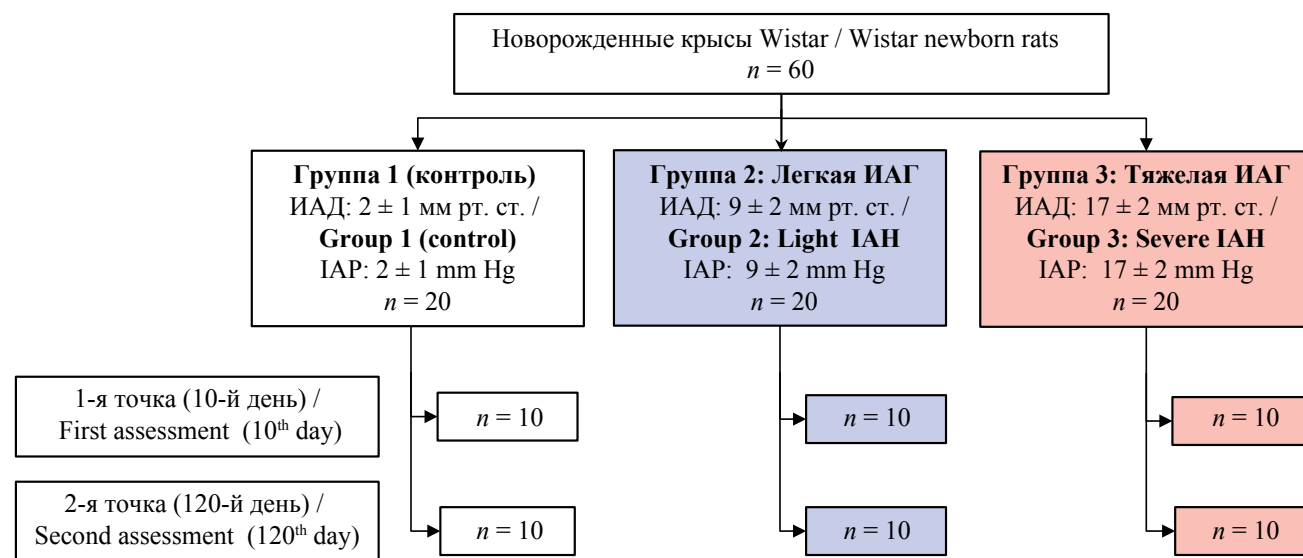 Новорожденные крысы Wistar / Wistar newborn rats
n = 60
Группа 1 (контроль)
ИАД: 2 ± 1 мм рт. ст. /
Group 1 (control)
IAP: 2 ± 1 mm Hg
n = 20
Группа 2: Легкая ИАГ
ИАД: 9 ± 2 мм рт. ст. /
Group 2: Light IAH
IAP: 9 ± 2 mm Hg
n = 20
Группа 3: Тяжелая ИАГ
ИАД: 17 ± 2 мм рт. ст. /
Group 3: Severe IAH
IAP: 17 ± 2 mm Hg
n = 20
1-я точка (10-й день) /
First assessment (10th day)
n = 10
n = 10
n = 10
2-я точка (120-й день) /
Second assessment (120th day)
n = 10
n = 10
n = 10